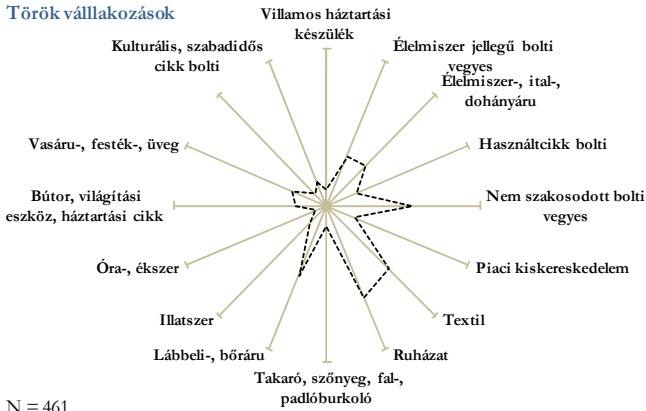 Török válllakozások
Villamos háztartási
készülék
Kulturális, szabadidős
cikk bolti
Élelmiszer jellegű bolti
vegyes
Élelmiszer-, ital-,
dohányáru
Vasáru-, festék-, üveg
Használtcikk bolti
Bútor, világítási
eszköz, háztartási cikk
Nem szakosodott bolti
vegyes
Óra-, ékszer
Piaci kiskereskedelem
Illatszer
Textil
Lábbeli-, bőráru
Ruházat
Takaró, szőnyeg, fal-,
padlóburkoló
N = 461